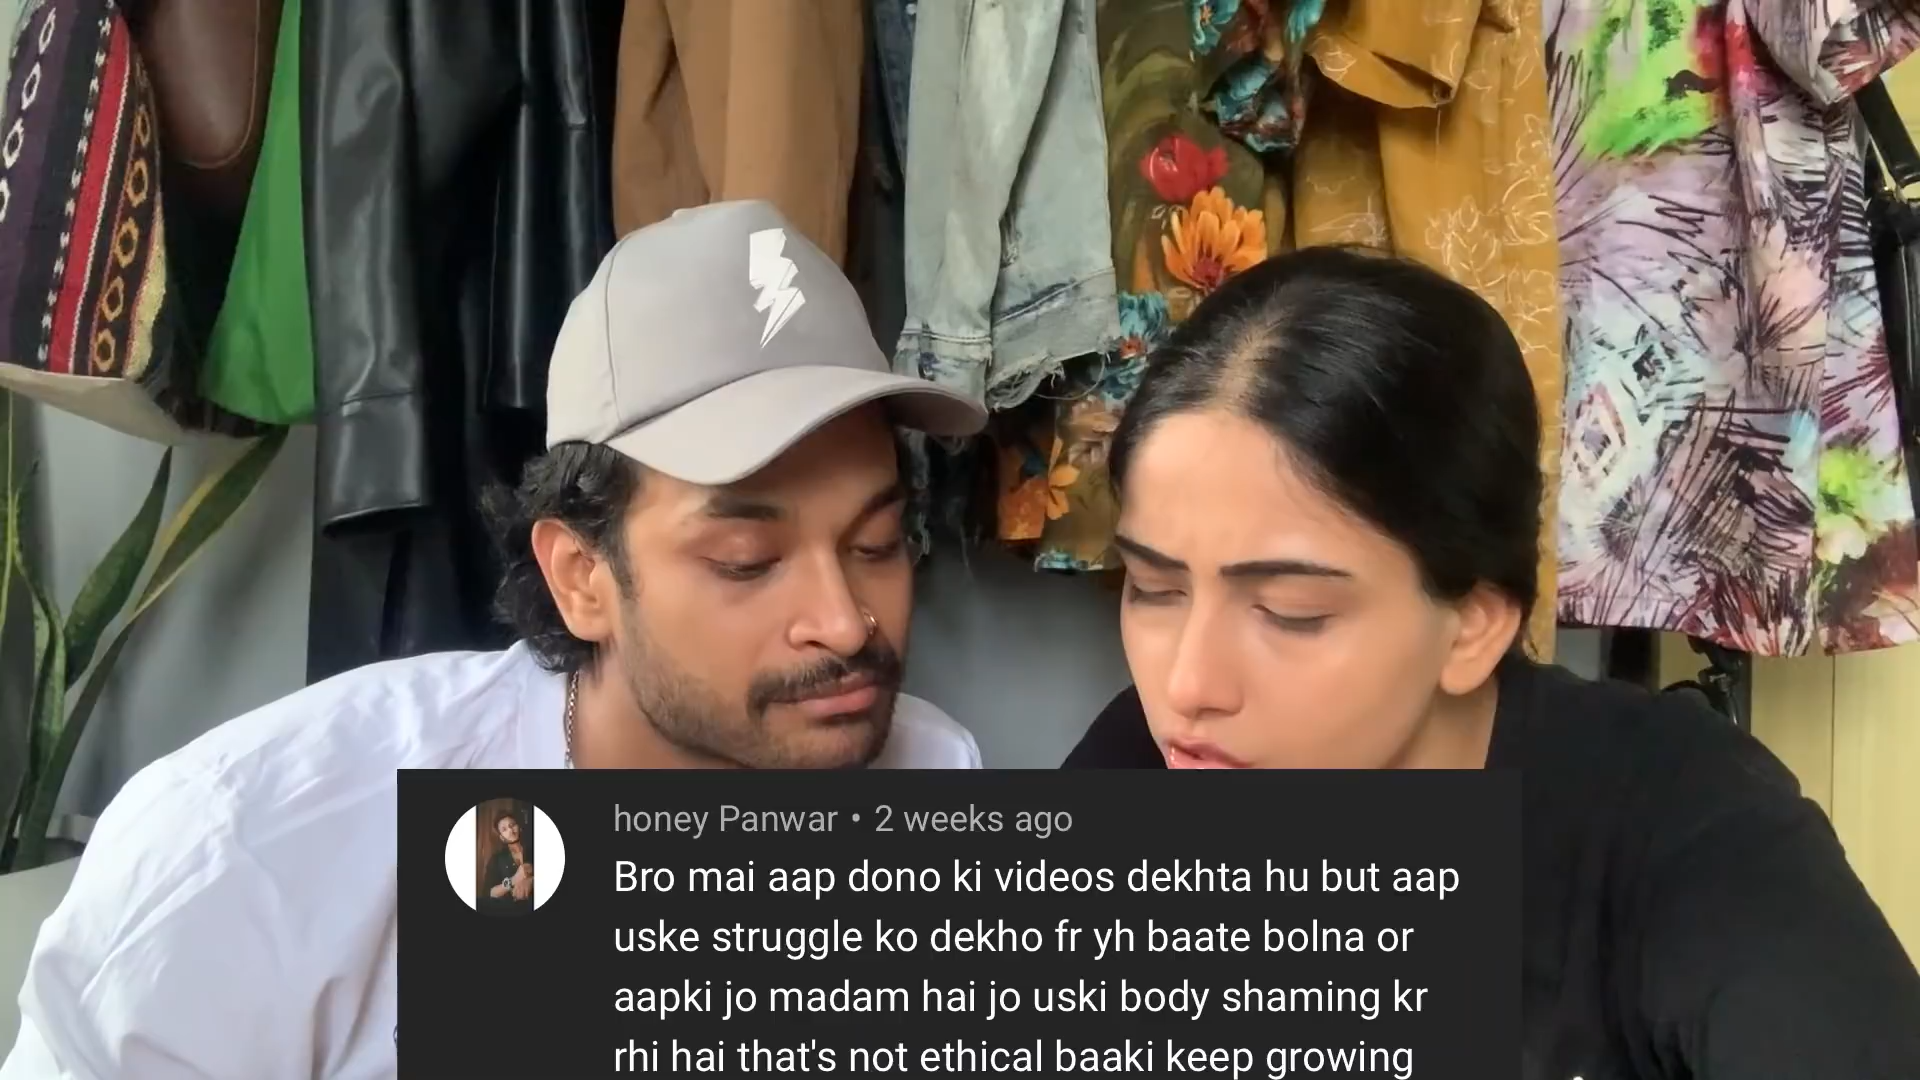 honey Panwar • 2 weeks ago
Bro mai aap dono ki videos dekhta hu but aap
uske struggle ko dekho fr yh baate bolna or
aapki jo madam hai jo uski body shaming kr
rhi hai that's not ethical baaki keep growing